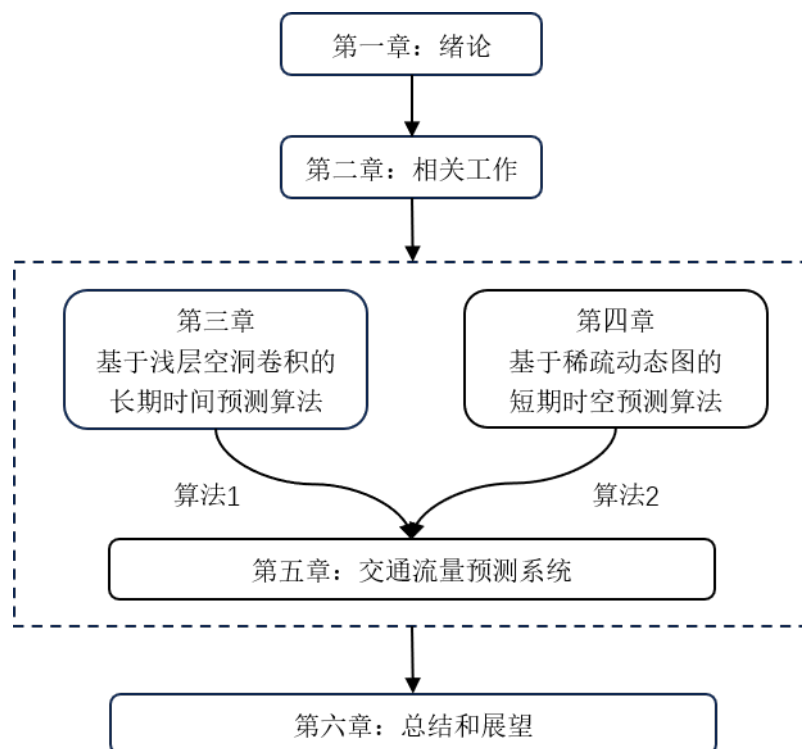 第一章：绪论
第二章：相关工作
第三章
基于浅层空洞卷积的
长期时间预测算法
第四章
基于稀疏动态图的
短期时空预测算法
算法1
算法2
第五章：交通流量预测系统
第六章：总结和展望